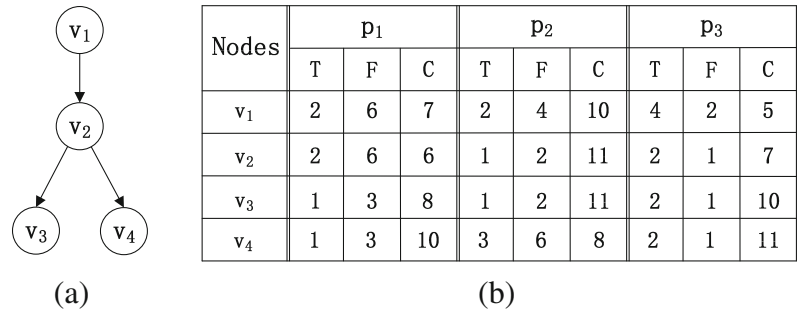 v1
v2
v3 v4
(a)
Nodes p1 p2 p3
T F C T F C T F C
v1 2 6 7 2 4 10 4 2 5
v2 2 6 6 1 2 11 2 1 7
v3 1 3 8 1 2 11 2 1 10
v4 1 3 10 3 6 8 2 1 11
(b)